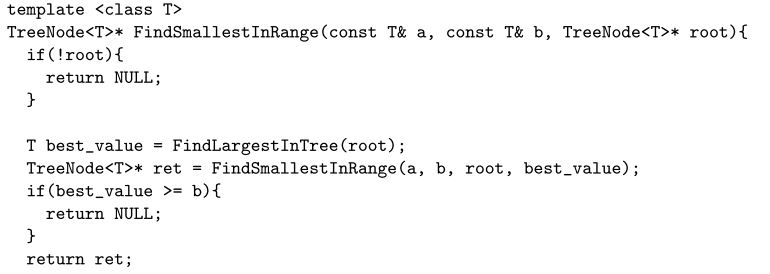 template <class T>
TreeNode<T>* FindSmallestInRange(const T& a, const T& b, TreeNode<T>* root){
  if(!root){
    return NULL;
  }

  T best_value = FindLargestInTree(root);
  TreeNode<T>* ret = FindSmallestInRange(a, b, root, best_value);
  if(best_value >= b){
    return NULL;
  }
  return ret;